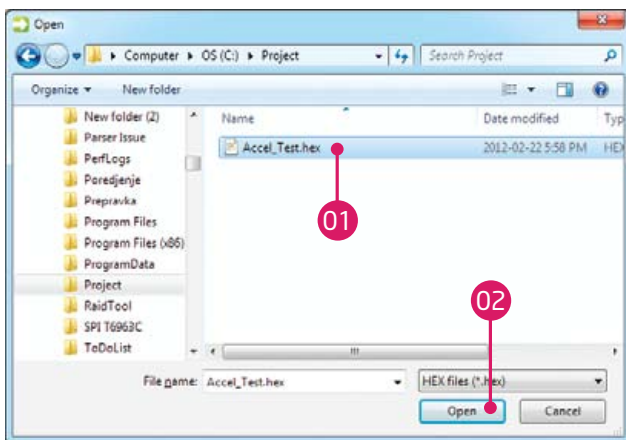 Open
Computer ▸ OS (C:) ▸ Project
Search Project
Organize
New folder
New folder (2)
Parser Issue
PerfLogs
Poredjenje
Prepravka
Program Files
Program Files (x86)
ProgramData
Project
RaidTool
SPI T6963C
ToDoList
Name
Date modified
Typ
Accel_Test.hex
2012-02-22 5:58 PM
HEX
01
02
File name:
Accel_Test.hex
HEX files (*.hex)
Open
Cancel